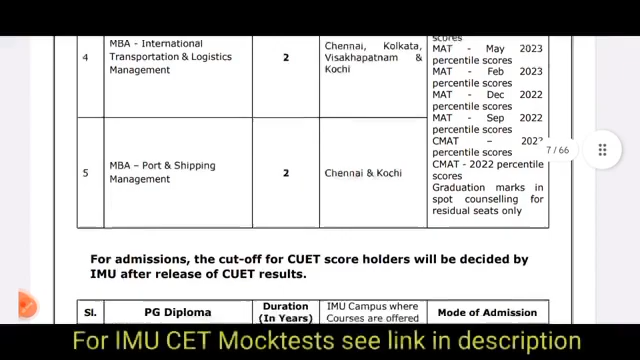 4
MBA - International
Transportation & Logistics
Management
2
Chennai, Kolkata,
Visakhapatnam &
Kochi
scores
MAT - May 2023
percentile scores
MAT - Feb 2023
percentile scores
MAT - Dec 2022
percentile scores
MAT - Sep 2022
percentile scores
CMAT – 2023
percentile scores
CMAT - 2022 percentile
scores
Graduation marks in
spot counselling for
residual seats only
5
MBA – Port & Shipping
Management
2
Chennai & Kochi
7 / 66
For admissions, the cut-off for CUET score holders will be decided by
IMU after release of CUET results.
Sl.
PG Diploma
Duration
(In Years)
IMU Campus where
Courses are offered
Mode of Admission
For IMU CET Mocktests see link in description